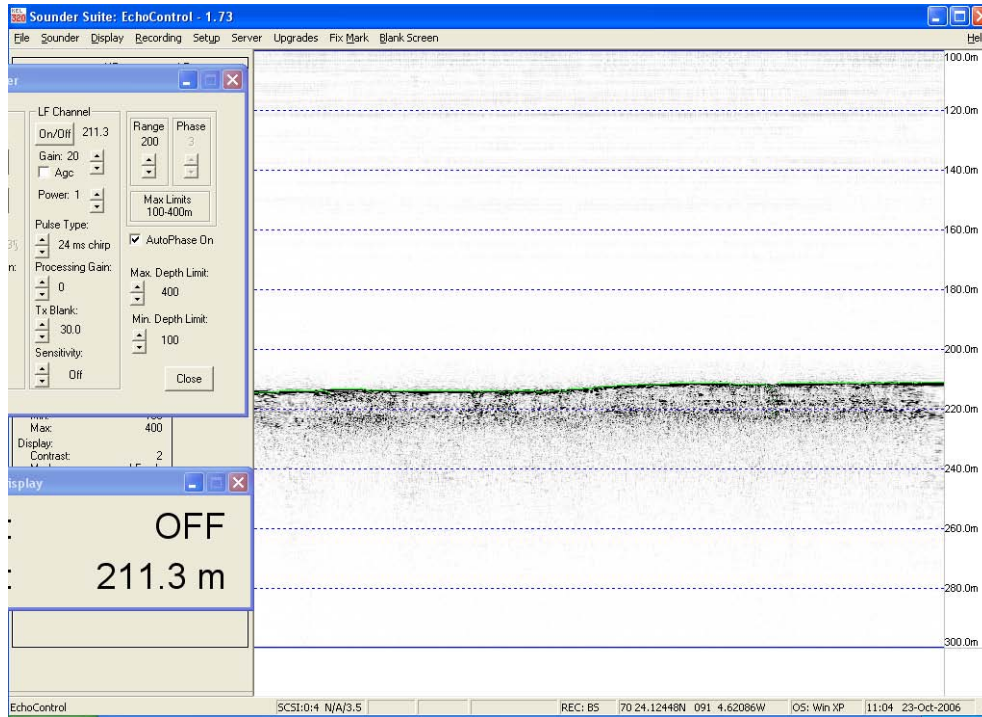 Sounder Suite: EchoControl - 1.73
File Sounder Display Recording Setup Server Upgrades Fix Mark Blank Screen Hel
er
LF Channel
On/Off 211.3
Gain: 20
Agc
Power: 1
Pulse Type:
24 ms chirp
Processing Gain:
0
Tx Blank:
30.0
Sensitivity:
Off
Range
200
Phase
3
Max Limits
100-400m
AutoPhase On
Max. Depth Limit:
400
Min. Depth Limit:
100
Close
Max: 400
Display:
Contrast: 2
isplay
: OFF
: 211.3 m
100.0m
120.0m
140.0m
160.0m
180.0m
200.0m
220.0m
240.0m
260.0m
280.0m
300.0m
EchoControl SCSI:0:4 N/A/3.5 REC: BS 70 24.12448N 091 4.62086W OS: Win XP 11:04 23-Oct-2006